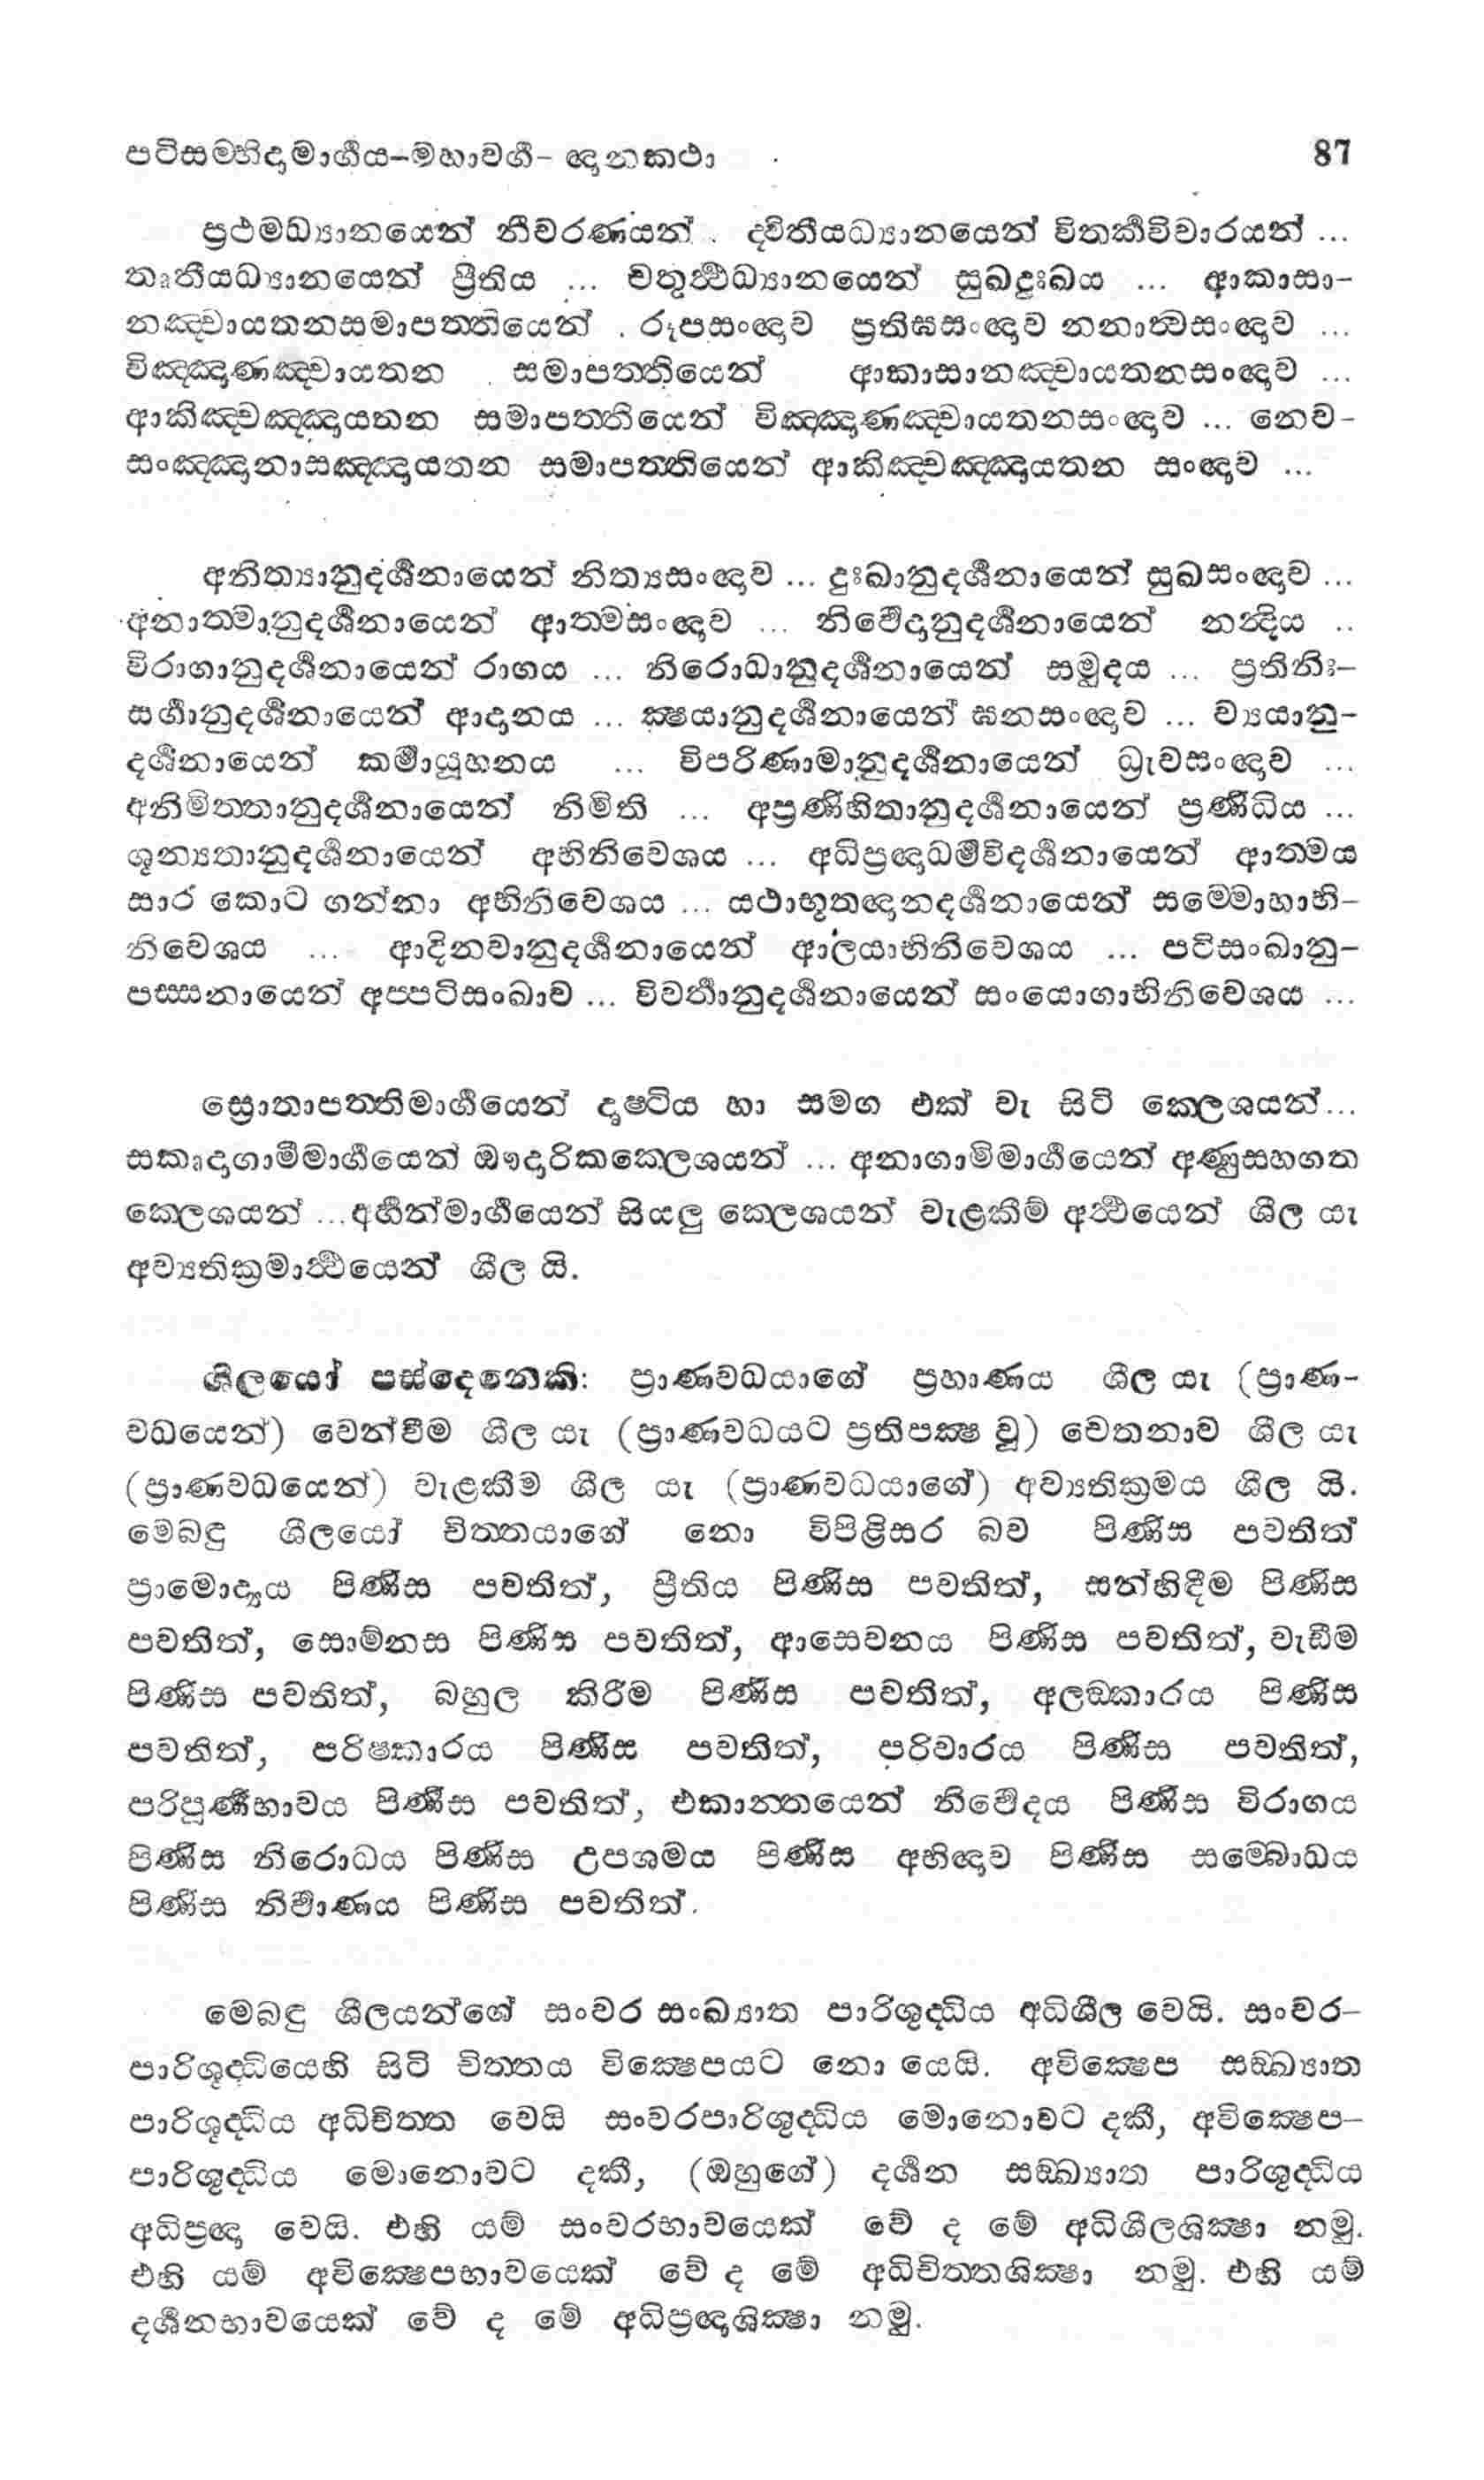 පටිසම්භිදාමාර්ගය-මහාවර්ග- ඥානකථා 87
ප්‍රථමධ්‍යානයෙන් නීවරණයන් . ද්විතීයධ්‍යානයෙන් විතර්කවිචාරයන් ...
තෘතීයධ්‍යානයෙන් ප්‍රීතිය ... චතුර්ථධ්‍යානයෙන් සුඛදුඃඛය ... ආකාසා-
නඤ්චායතනසමාපත්තියෙන් . රූපසංඥාව ප්‍රතිඝසංඥාව නනාත්වසංඥාව ...
විඤ්ඤාණඤ්චායතන . සමාපත්තියෙන් ආකාසානඤ්චායතනසංඥාව ...
ආකිඤ්චඤ්ඤායතන සමාපත්තියෙන් විඤ්ඤාණඤ්චායතනසංඥාව ... නෙව-
සංඤ්ඤානාසඤ්ඤායතන සමාපත්තියෙන් ආකිඤ්චඤ්ඤායතන සංඥාව ...
අනිත්‍යානුදර්ශනායෙන් නිත්‍යසංඥාව ... දුඃඛානුදර්ශනායෙන් සුඛසංඥාව ...
අනාත්මානුදර්ශනායෙන් ආත්මසංඥාව ... නිර්වේදානුදර්ශනායෙන් නන්දිය ..
විරාගානුදර්ශනායෙන් රාගය ... නිරොධානුදර්ශනායෙන් සමුදය ... ප්‍රතිනිඃ-
සර්ගානුදර්ශනායෙන් ආදානය ... ක්ෂයානුදර්ශනායෙන් ඝනසංඥාව ... ව්‍යයානු-
දර්ශනායෙන් කර්මායූහනය ... විපරිණාමානුදර්ශනායෙන් ධ්‍රැවසංඥාව ...
අනිමිත්තානුදර්ශනායෙන් නිමිති ... අප්‍රණිහිතානුදර්ශනායෙන් ප්‍රණිධිය ...
ශූන්‍යතානුදර්ශනායෙන් අභිනිවෙශය ... අධිප්‍රඥාධර්මවිදර්ශනායෙන් ආත්මය
සාර කොට ගන්නා අභිනිවෙශය ... යථාභූතඥානදර්ශනායෙන් සම්මොහාභි-
නිවෙශය ... ආදිනවානුදර්ශනායෙන් ආලයාභිනිවෙශය ... පටිසංඛානු-
පස්සනායෙන් අප්පටිසංඛාව ... විවර්තානුදර්ශනායෙන් සංයොගාභිනිවෙශය ...
ස්‍රොතාපත්තිමාර්ගයෙන් දෘෂ්ටිය හා සමග එක් වැ සිටි ක්ලෙශයන්...
සකෘදාගාමීමාර්ගයෙන් ඖදාරිකක්ලෙශයන් ... අනාගාමිමාර්ගයෙන් අණුසහගත
ක්ලෙශයන් ...අර්හත්මාර්ගයෙන් සියලු ක්ලෙශයන් වැළකීම් අර්ථයෙන් ශීල යැ
අව්‍යතික්‍රමාර්ථයෙන් ශීල යි.
ශීලයෝ පස්දෙනෙකි: ප්‍රාණවධයාගේ ප්‍රහාණය ශීල යැ (ප්‍රාණ-
වධයෙන්) වෙන්වීම ශීල යැ (ප්‍රාණවධයට ප්‍රතිපක්ෂ වූ) චෙතනාව ශීල යැ
(ප්‍රාණවධයෙන්) වැළකීම ශීල යැ (ප්‍රාණවධයාගේ) අව්‍යතික්‍රමය ශීල යි.
මෙබඳු ශීලයෝ චිත්තයාගේ නො විපිළිසර බව පිණිස පවතිත්
ප්‍රාමොද්‍යය පිණිස පවතිත්, ප්‍රීතිය පිණිස පවතිත්, සන්හිඳීම පිණිස
පවතිත්, සොම්නස පිණිස පවතිත්, ආසෙවනය පිණිස පවතිත්, වැඩීම
පිණිස පවතිත්, බහුල කිරීම පිණිස පවතිත්, අලඞ්කාරය පිණිස
පවතිත්, පරිෂ්කාරය පිණිස පවතිත්, පරිවාරය පිණිස පවතිත්,
පරිපූර්ණභාවය පිණිස පවතිත්, එකාන්තයෙන් නිර්වේදය පිණිස විරාගය
පිණිස නිරොධය පිණිස උපශමය පිණිස අභිඥාව පිණිස සම්බොධය
පිණිස නිර්වාණය පිණිස පවතිත්.
මෙබඳු ශීලයන්ගේ සංවර සංඛ්‍යාත පාරිශුද්ධිය අධිශීල වෙයි. සංවර-
පාරිශුද්ධියෙහි සිටි චිත්තය වික්ෂෙපයට නො යෙයි. අවික්ෂෙප සඞ්ඛ්‍යාත
පාරිශුද්ධිය අධිචිත්ත වෙයි සංවරපාරිශුද්ධිය මොනොවට දකී, අවික්ෂෙප-
පාරිශුද්ධිය මොනොවට දකී, (ඔහුගේ) දර්ශන සඞ්ඛ්‍යාත පාරිශුද්ධිය
අධිප්‍රඥා වෙයි. එහි යම් සංවරභාවයෙක් වේ ද මේ අධිශීලශික්ෂා නමු.
එහි යම් අවික්ෂෙපභාවයෙක් වේ ද මේ අධිචිත්තශික්ෂා නමු. එහි යම්
දර්ශනභාවයෙක් වේ ද මේ අධිප්‍රඥාශික්ෂා නමු.